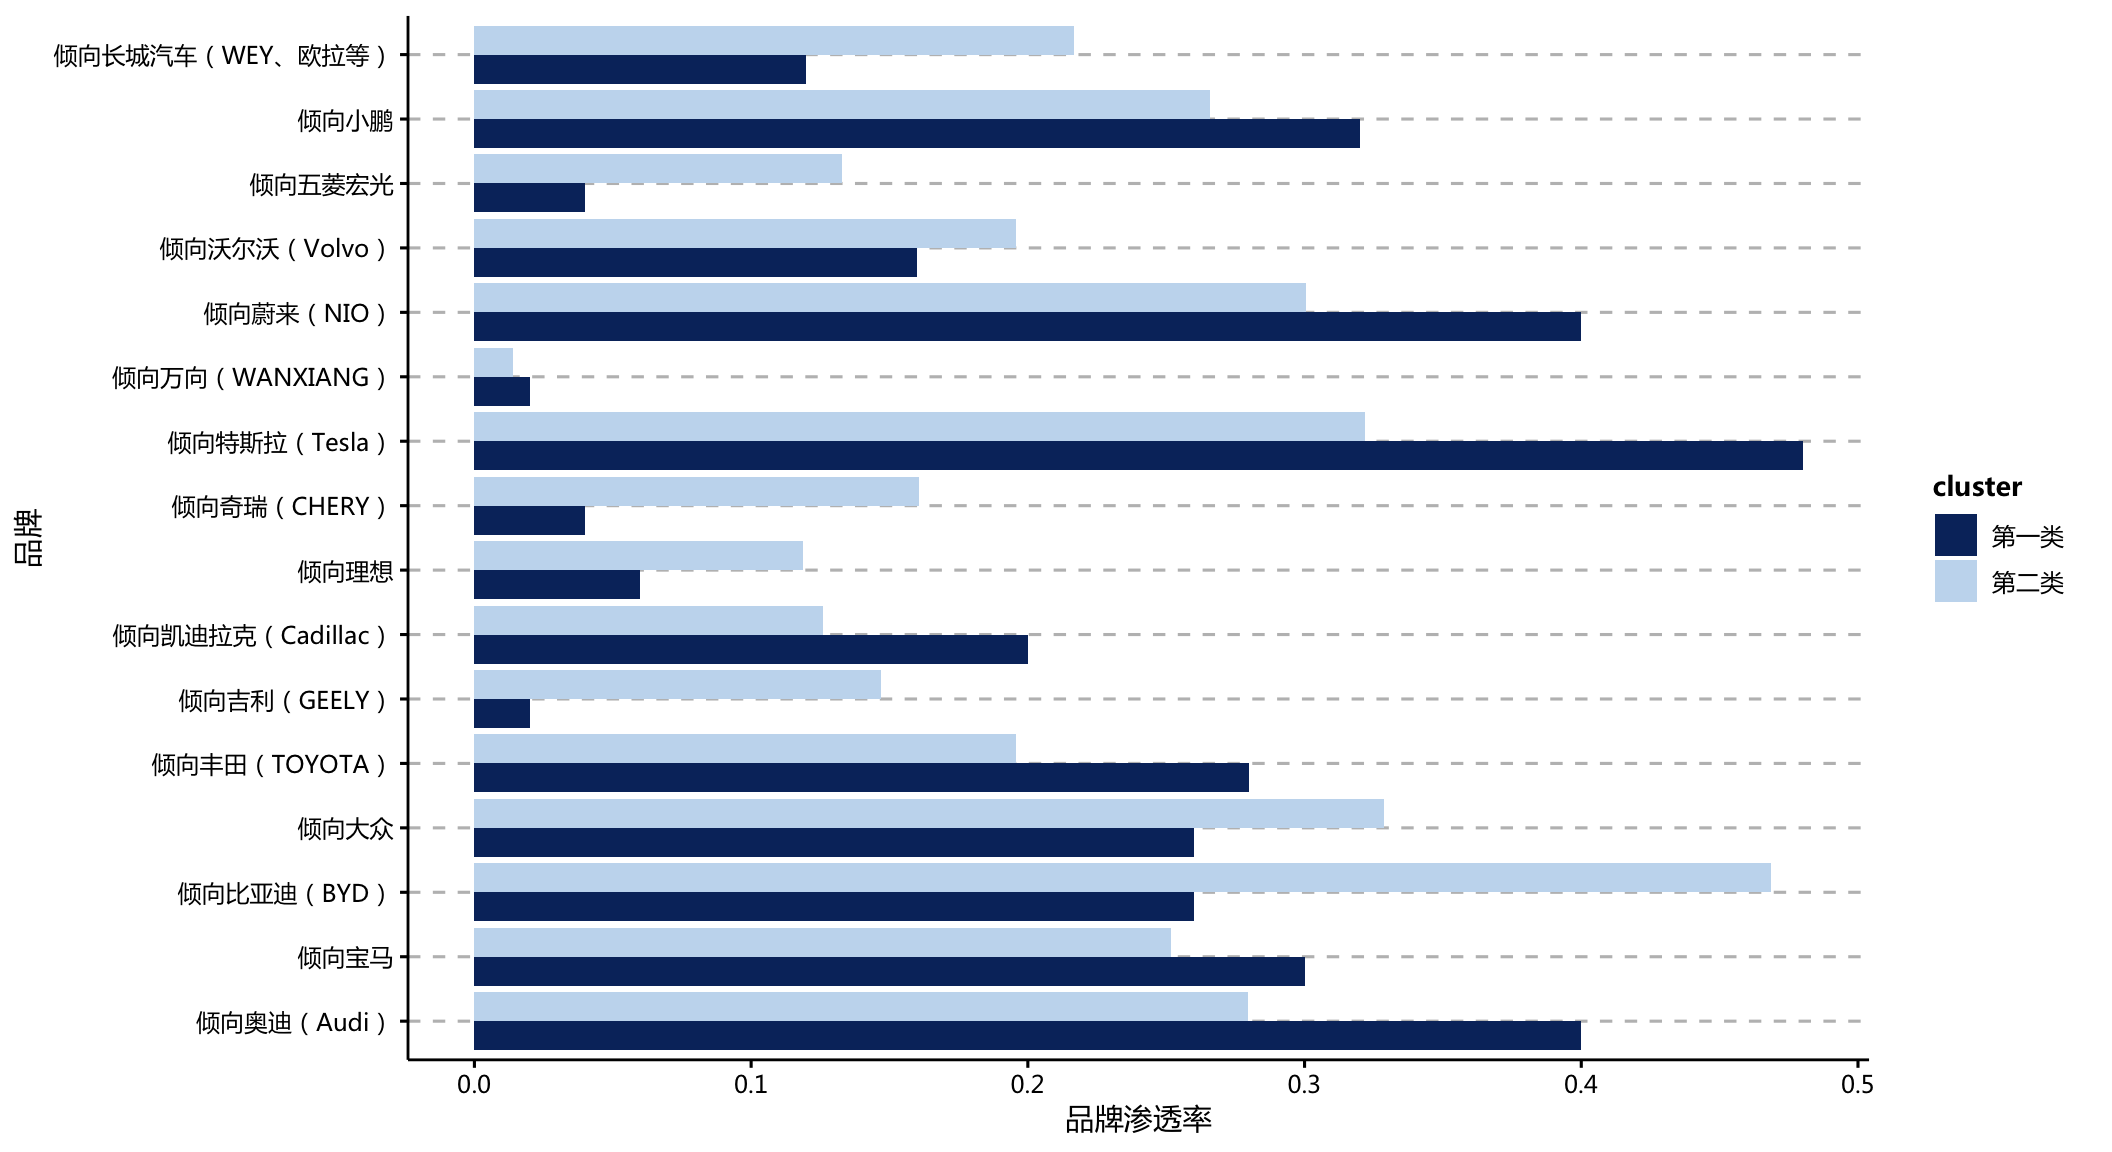 倾向长城汽车（WEY、欧拉等）
倾向小鹏
倾向五菱宏光
倾向沃尔沃（Volvo）
倾向蔚来（NIO）
倾向万向（WANXIANG）
倾向特斯拉（Tesla）
倾向奇瑞（CHERY）
倾向理想
倾向凯迪拉克（Cadillac）
倾向吉利（GEELY）
倾向丰田（TOYOTA）
倾向大众
倾向比亚迪（BYD）
倾向宝马
倾向奥迪（Audi）
品牌
0.0 0.1 0.2 0.3 0.4 0.5
品牌渗透率
cluster
第一类
第二类